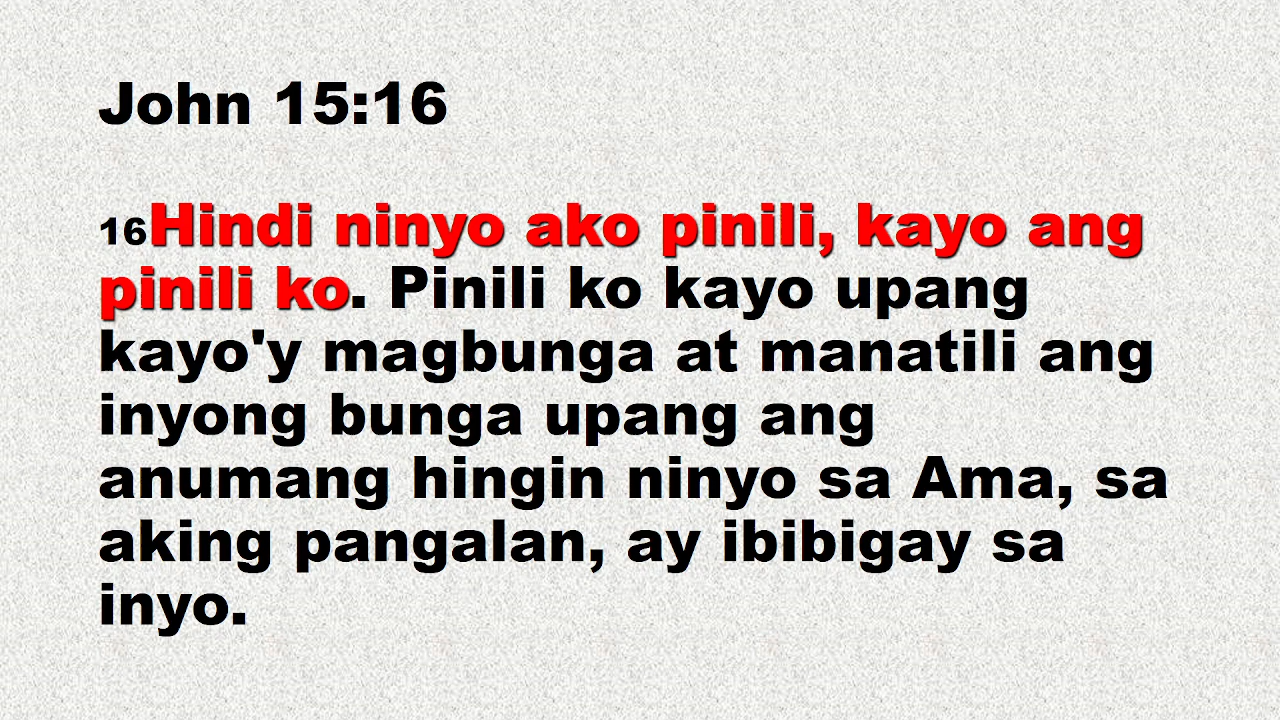 John 15:16
16Hindi ninyo ako pinili, kayo ang
pinili ko. Pinili ko kayo upang
kayo'y magbunga at manatili ang
inyong bunga upang ang
anumang hingin ninyo sa Ama, sa
aking pangalan, ay ibibigay sa
inyo.